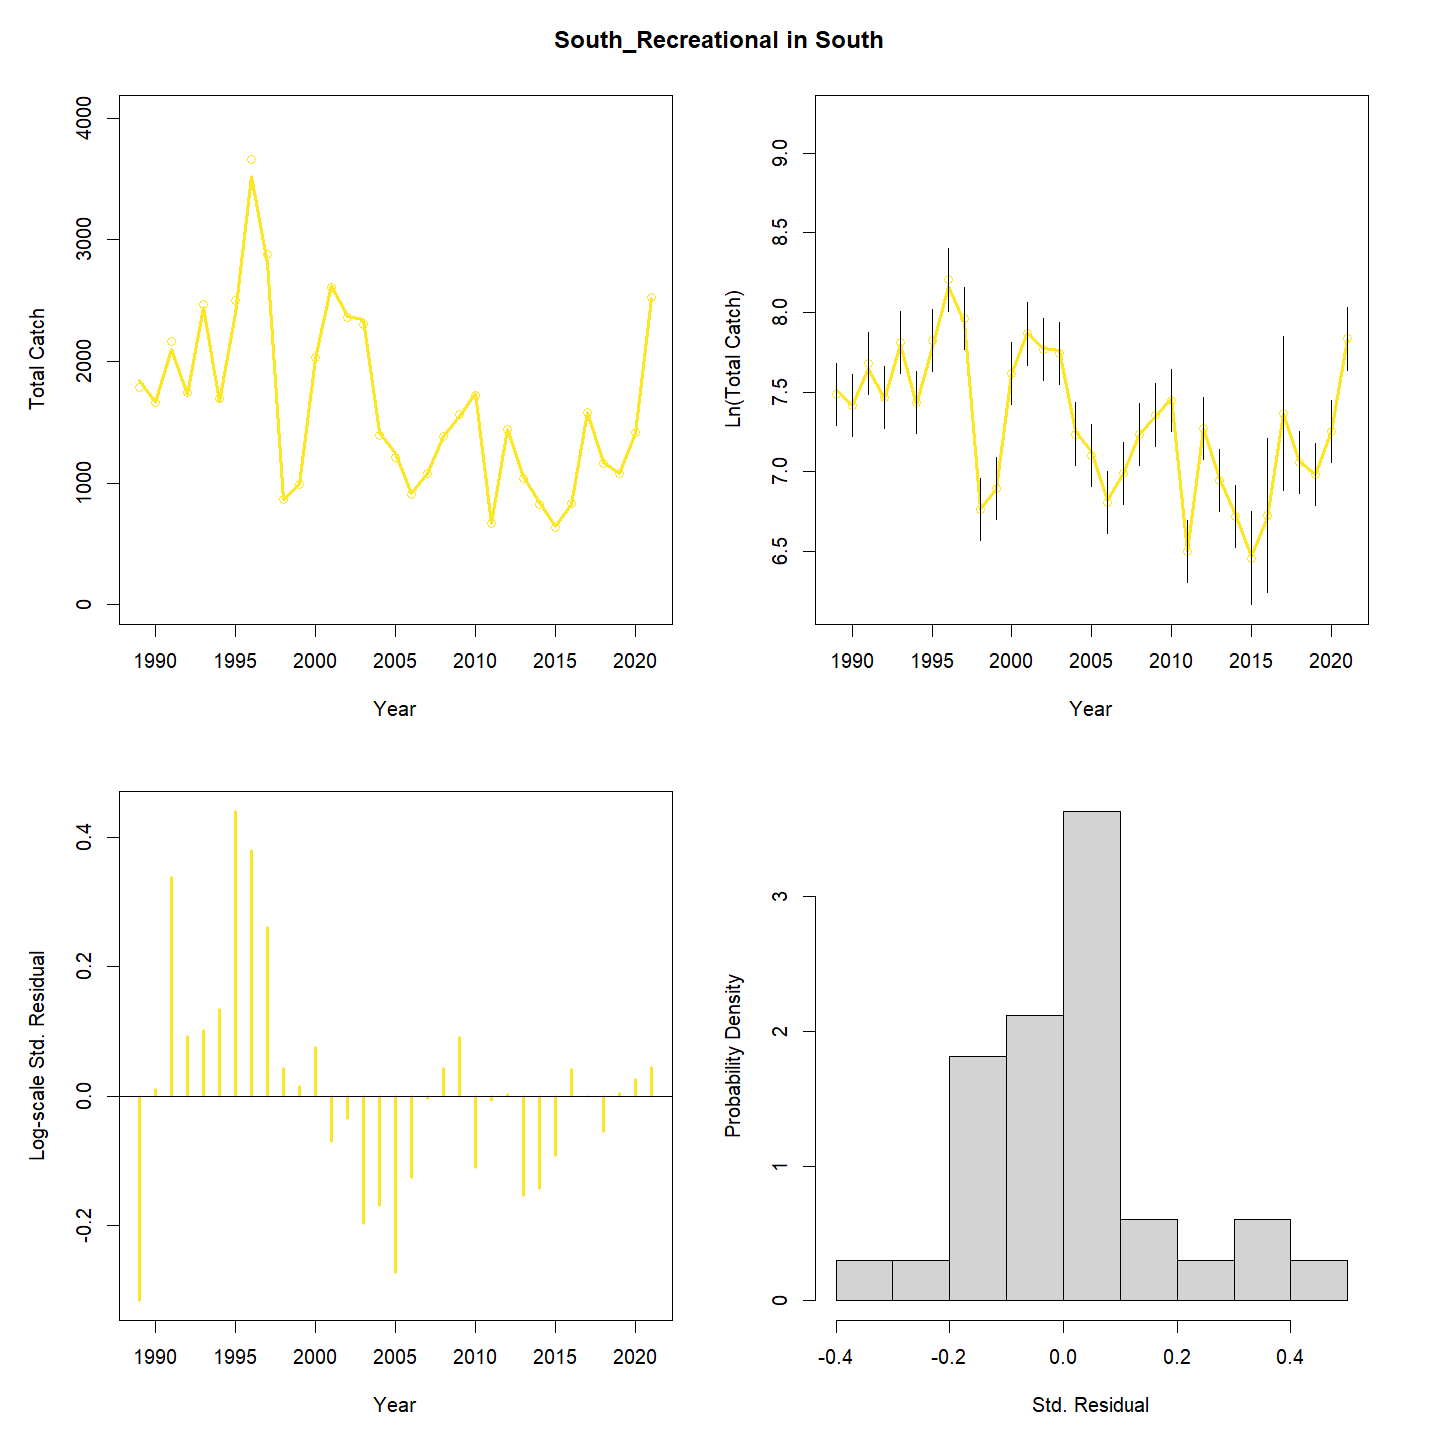 South_Recreational in South
Total Catch
4000
3000
2000
1000
0
1990 1995 2000 2005 2010 2015 2020
Year
Ln(Total Catch)
9.0
8.5
8.0
7.5
7.0
6.5
1990 1995 2000 2005 2010 2015 2020
Year
Log-scale Std. Residual
0.4
0.2
0.0
-0.2
1990 1995 2000 2005 2010 2015 2020
Year
Probability Density
3
2
1
0
-0.4 -0.2 0.0 0.2 0.4
Std. Residual